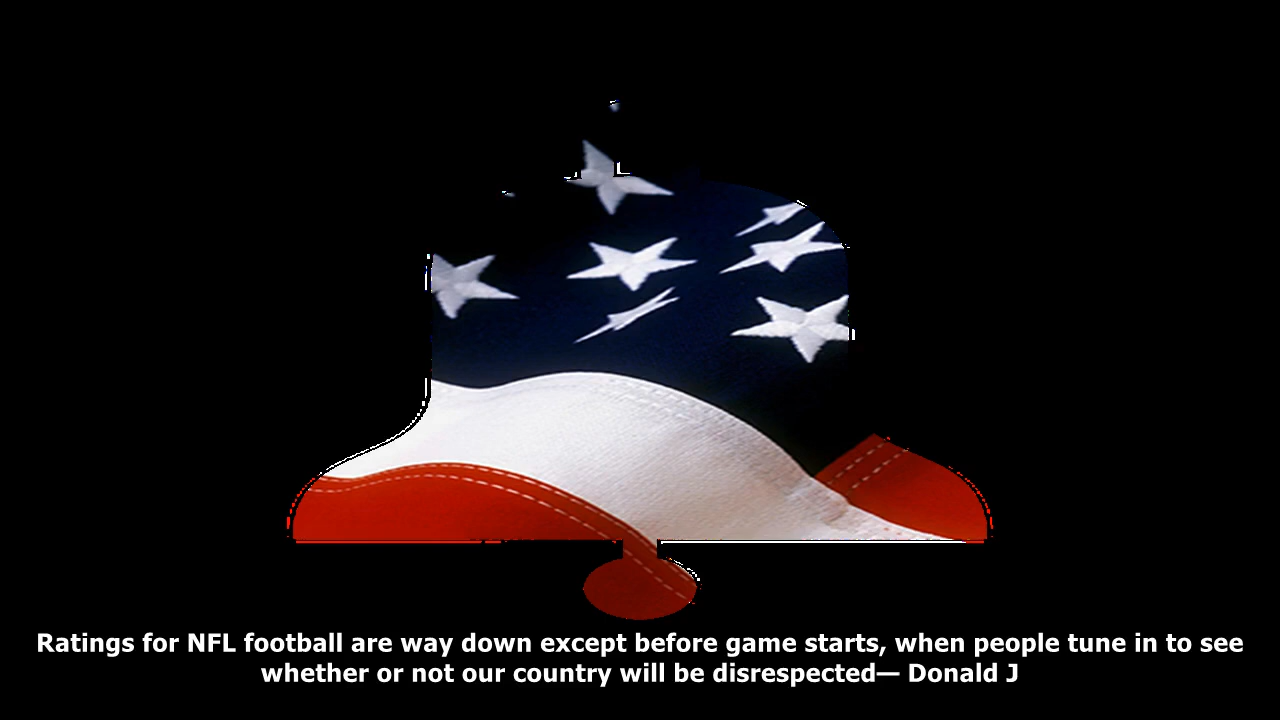 Ratings for NFL football are way down except before game starts, when people tune in to see
whether or not our country will be disrespected— Donald J